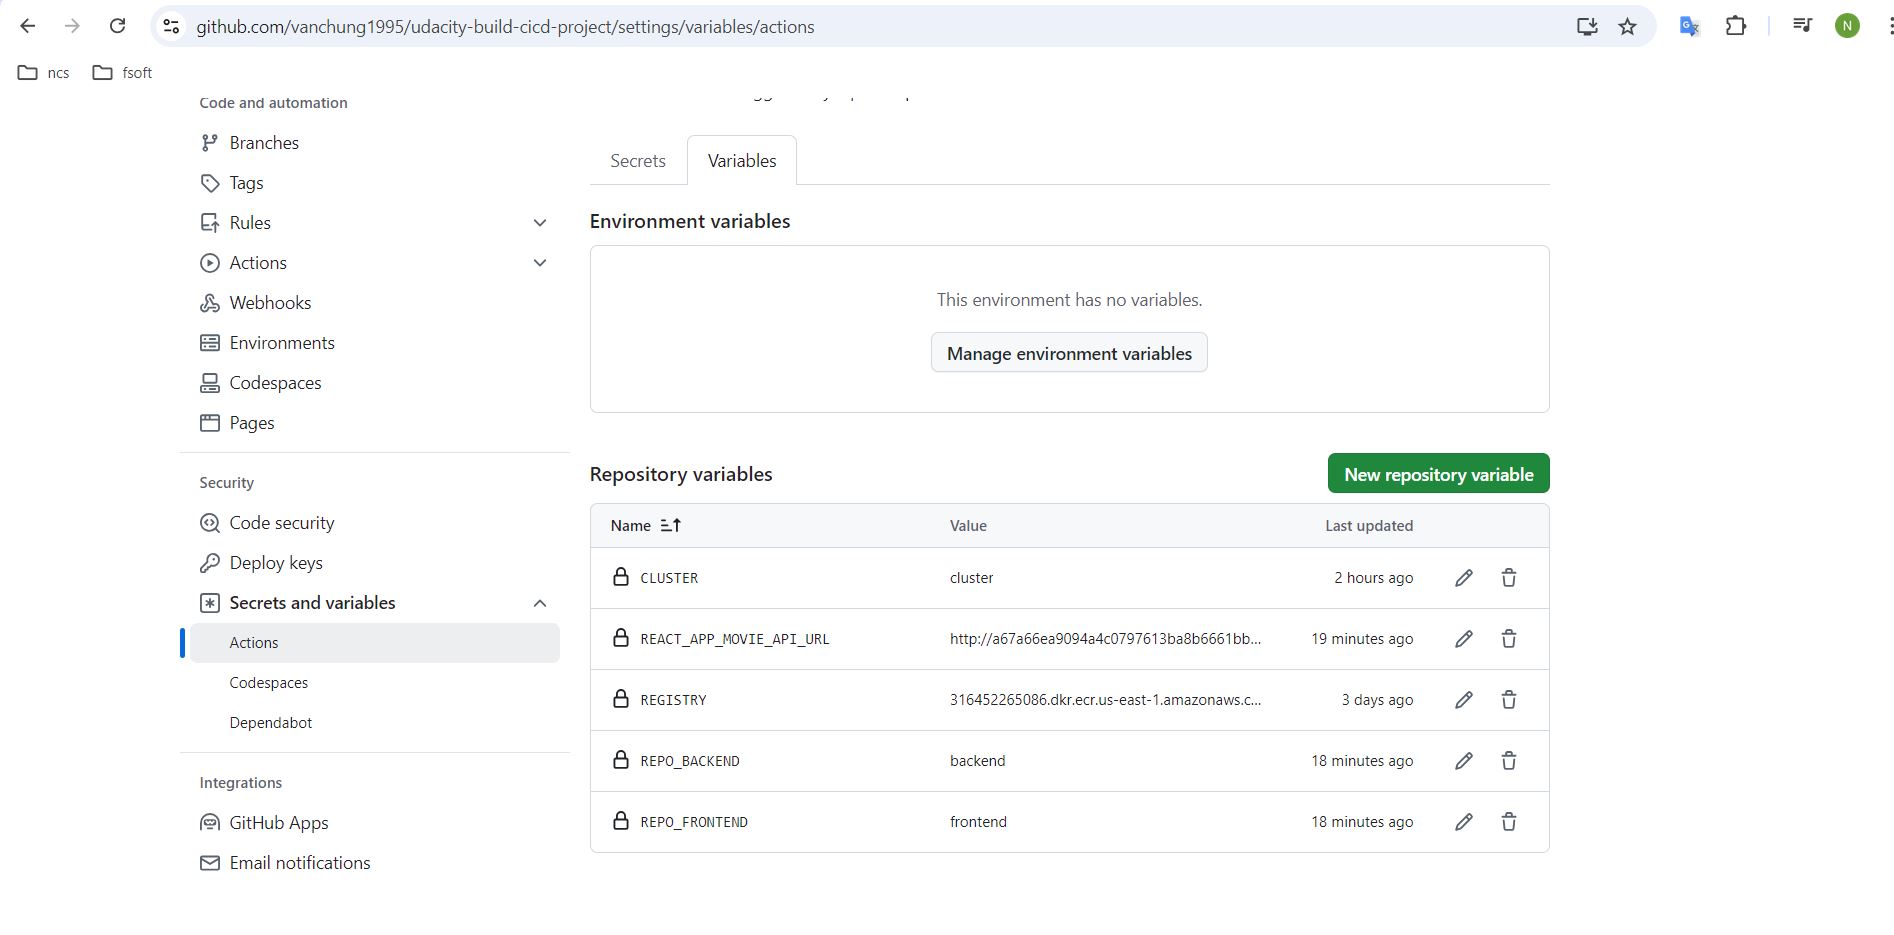 github.com/vanchung1995/udacity-build-cicd-project/settings/variables/actions
N
ncs
fsoft
Code and automation
Branches
Tags
Rules
Actions
Webhooks
Environments
Codespaces
Pages
Security
Code security
Deploy keys
Secrets and variables
Actions
Codespaces
Dependabot
Integrations
GitHub Apps
Email notifications
Secrets
Variables
Environment variables
This environment has no variables.
Manage environment variables
Repository variables
New repository variable
Name Value Last updated
CLUSTER cluster 2 hours ago
REACT_APP_MOVIE_API_URL http://a67a66ea9094a4c0797613ba8b6661bb... 19 minutes ago
REGISTRY 316452265086.dkr.ecr.us-east-1.amazonaws.c... 3 days ago
REPO_BACKEND backend 18 minutes ago
REPO_FRONTEND frontend 18 minutes ago